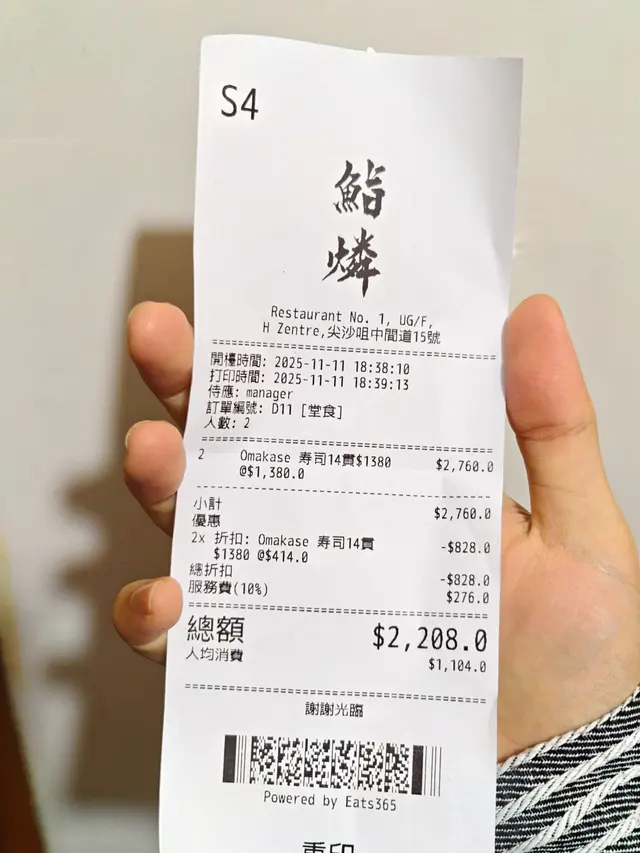 S4
鮨
燐
Restaurant No. 1, UG/F,
H Zentre,尖沙咀中間道15號
開檯時間: 2025-11-11 18:38:10
打印時間: 2025-11-11 18:39:13
侍應: manager
訂單編號: D11 [堂食]
人數: 2
2 Omakase 寿司14貫$1380 $2,760.0
@$1,380.0
小計 $2,760.0
優惠
2x 折扣: Omakase 寿司14貫 -$828.0
$1380 @$414.0
總折扣 -$828.0
服務費(10%) $276.0
總額 $2,208.0
人均消費 $1,104.0
謝謝光臨
Powered by Eats365
重印